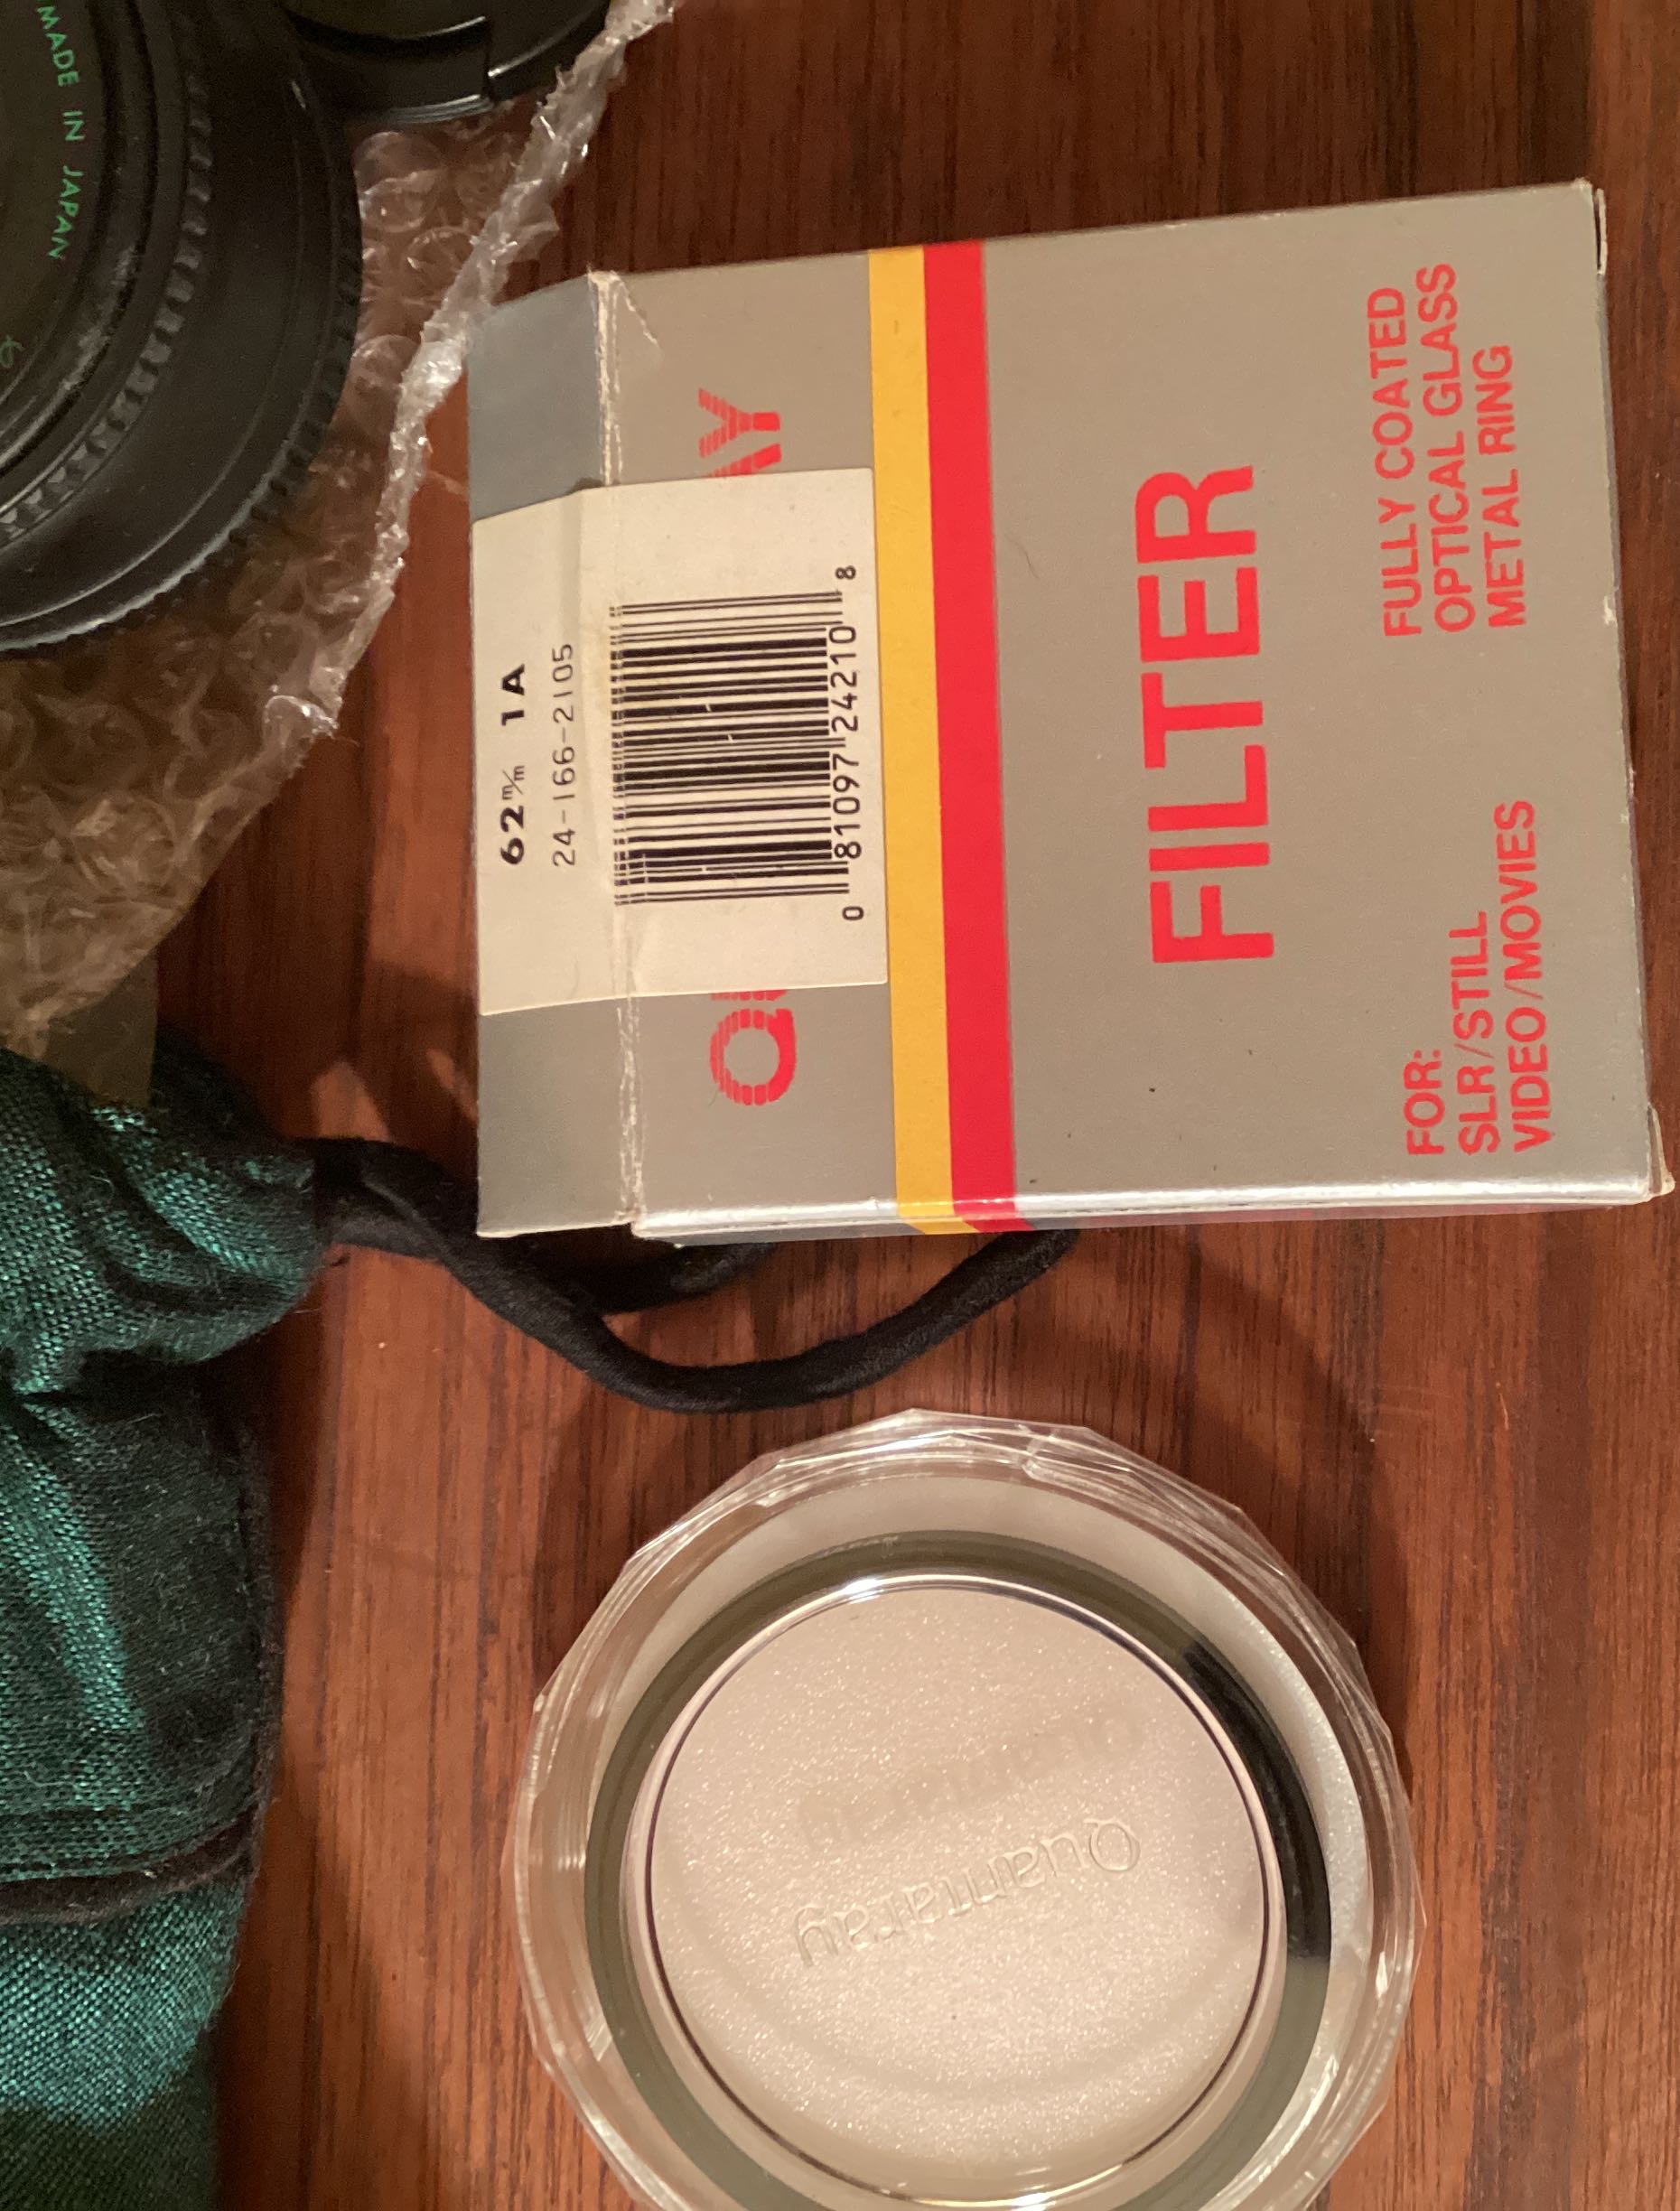 MADE IN JAPAN
62m/m 1A
24-166-2105
0 81097 24210 8
FILTER
FOR:
SLR/STILL
VIDEO/MOVIES
FULLY COATED
OPTICAL GLASS
METAL RING
Quantaray